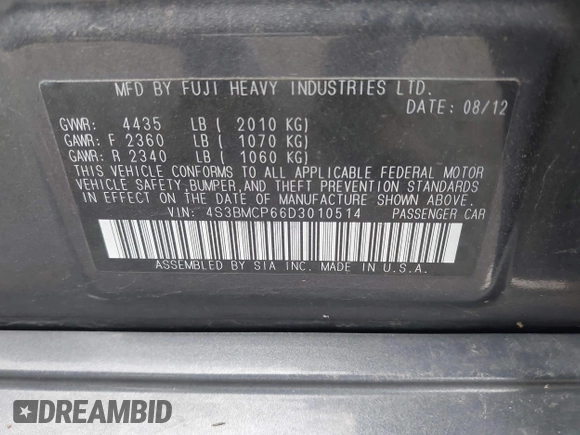 MFD BY FUJI HEAVY INDUSTRIES LTD.
DATE: 08/12
GVWR: 4435 LB ( 2010 KG)
GAWR: F 2360 LB ( 1070 KG)
GAWR: R 2340 LB ( 1060 KG)
THIS VEHICLE CONFORMS TO ALL APPLICABLE FEDERAL MOTOR
VEHICLE SAFETY, BUMPER, AND THEFT PREVENTION STANDARDS
IN EFFECT ON THE DATE OF MANUFACTURE SHOWN ABOVE.
VIN: 4S3BMCP66D3010514 PASSENGER CAR
ASSEMBLED BY SIA INC. MADE IN U.S.A.
DREAMBID